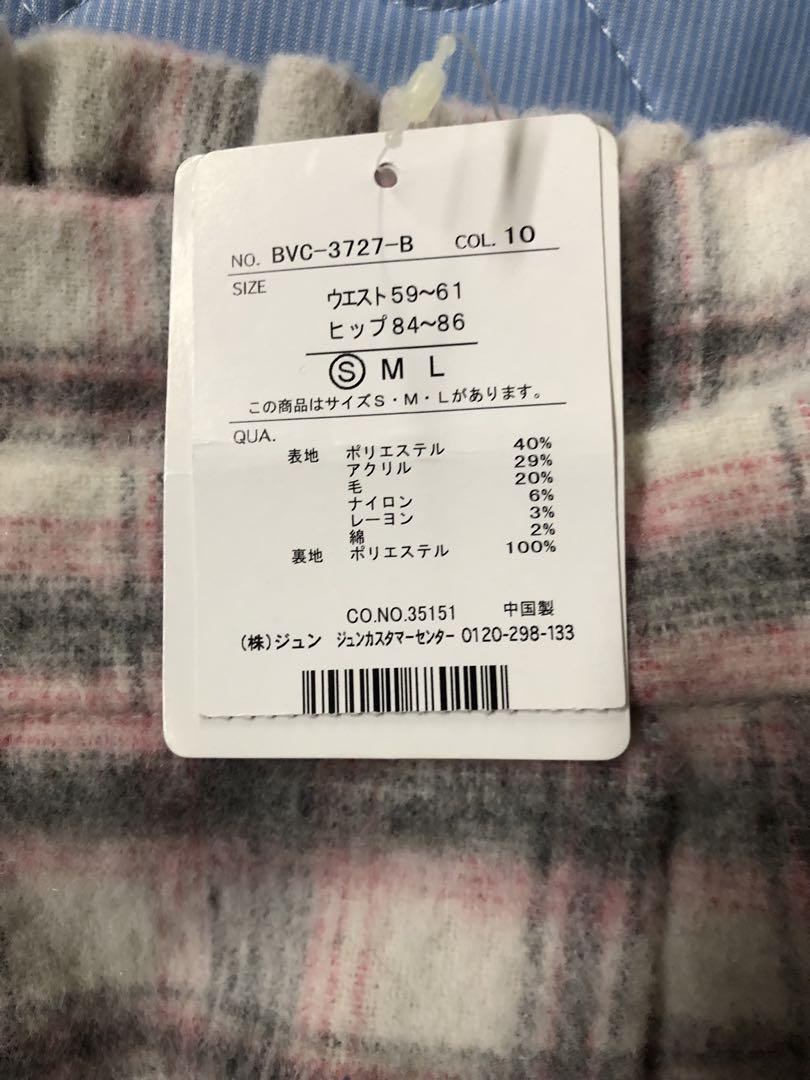 NO. BVC-3727-B COL. 10
SIZE
ウエスト59~61
ヒップ84~86
Ⓢ M L
この商品はサイズS・M・Lがあります。
QUA.
表地 ポリエステル 40%
アクリル 29%
毛 20%
ナイロン 6%
レーヨン 3%
綿 2%
裏地 ポリエステル 100%
CO.NO.35151 中国製
(株)ジュン ジュンカスタマーセンター 0120-298-133